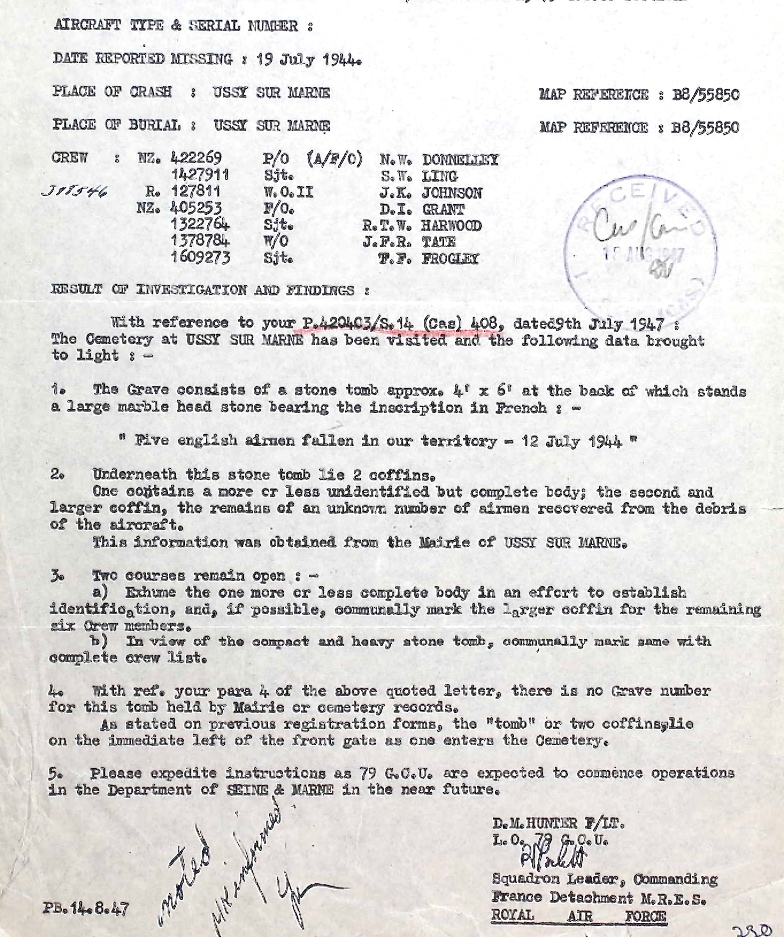 AIRCRAFT TYPE & SERIAL NUMBER :
DATE REPORTED MISSING : 19 July 1944.
PLACE OF CRASH : USSY SUR MARNE MAP REFERENCE : B8/55850
PLACE OF BURIAL : USSY SUR MARNE MAP REFERENCE : B8/55850
CREW : NZ. 422269 P/O (A/F/O) N.W. DONNELLEY
1427911 Sjt. S.W. LING
R. 127811 W.O.II J.K. JOHNSON
NZ. 405253 F/O. D.I. GRANT
1322764 Sjt. R.T.W. HARWOOD
1378784 W/O J.F.R. TATE
1609273 Sjt. F.F. FROGLEY
RECEIVED
RESULT OF INVESTIGATION AND FINDINGS :
With reference to your P.420403/S.14 (Cas) 408, dated9th July 1947 :
The Cemetery at USSY SUR MARNE has been visited and the following data brought
to light : -
1. The Grave consists of a stone tomb approx. 4' x 6' at the back of which stands
a large marble head stone bearing the inscription in French : -
" Five english airmen fallen in our territory - 12 July 1944 "
2. Underneath this stone tomb lie 2 coffins.
One contains a more or less unidentified but complete body; the second and
larger coffin, the remains of an unknown number of airmen recovered from the debris
of the aircraft.
This information was obtained from the Mairie of USSY SUR MARNE.
3. Two courses remain open : -
a) Exhume the one more or less complete body in an effort to establish
identification, and, if possible, communally mark the larger coffin for the remaining
six Crew members.
b) In view of the compact and heavy stone tomb, communally mark same with
complete crew list.
4. With ref. your para 4 of the above quoted letter, there is no Grave number
for this tomb held by Mairie or cemetery records.
As stated on previous registration forms, the "tomb" or two coffins,lie
on the immediate left of the front gate as one enters the Cemetery.
5. Please expedite instructions as 79 G.C.U. are expected to commence operations
in the Department of SEINE & MARNE in the near future.
D.M.HUNTER F/LT.
L.O. 79 G.C.U.
Squadron Leader, Commanding
France Detachment M.R.E.S.
ROYAL AIR FORCE
noted
informed
PB.14.8.47